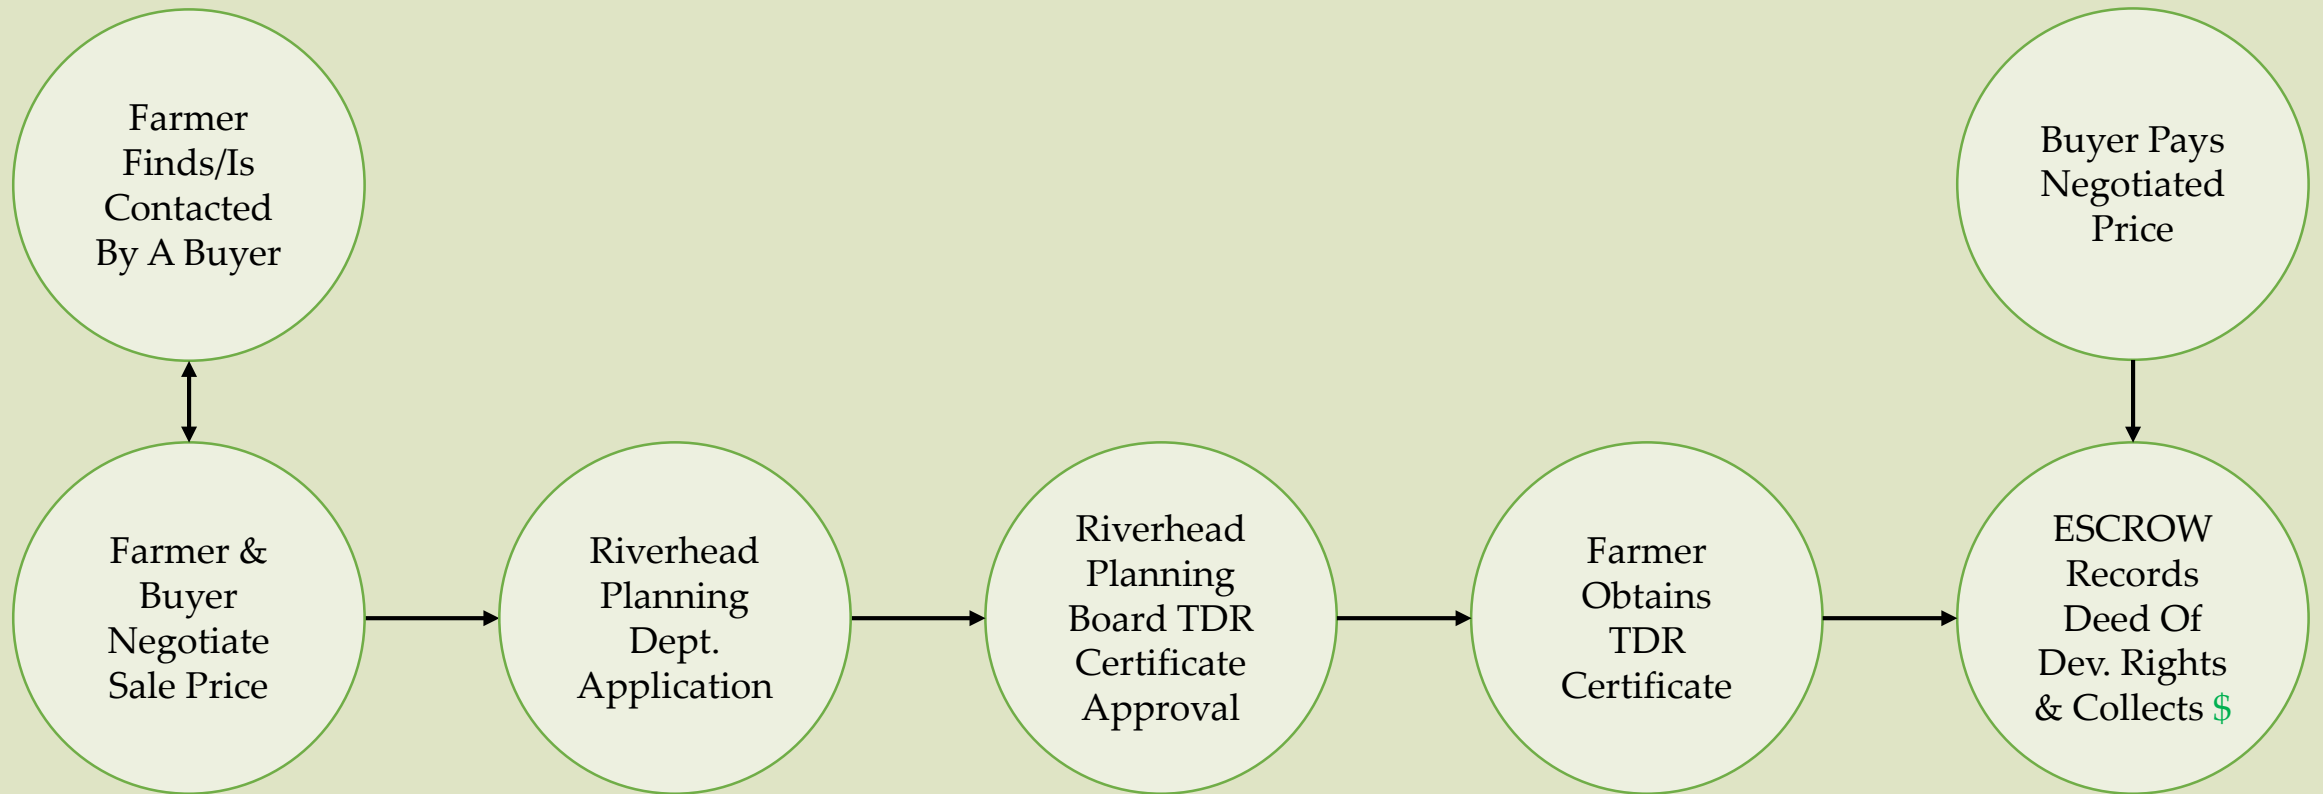 Farmer
Finds/Is
Contacted
By A Buyer
Buyer Pays
Negotiated
Price
Farmer &
Buyer
Negotiate
Sale Price
Riverhead
Planning
Dept.
Application
Riverhead
Planning
Board TDR
Certificate
Approval
Farmer
Obtains
TDR
Certificate
ESCROW
Records
Deed Of
Dev. Rights
& Collects $